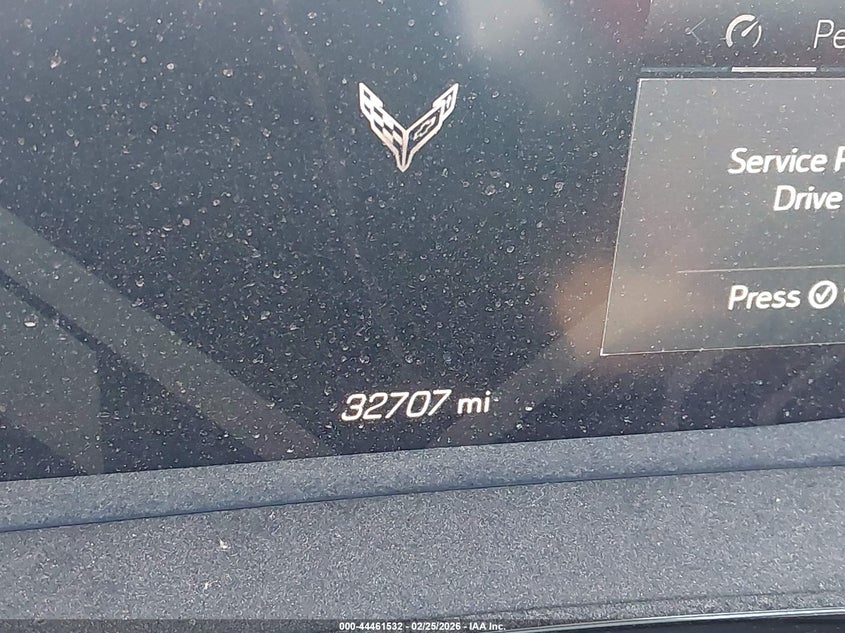 Pe
Service P
Drive
Press
32707 mi
000-44461532 - 02/25/2026 - IAA Inc.